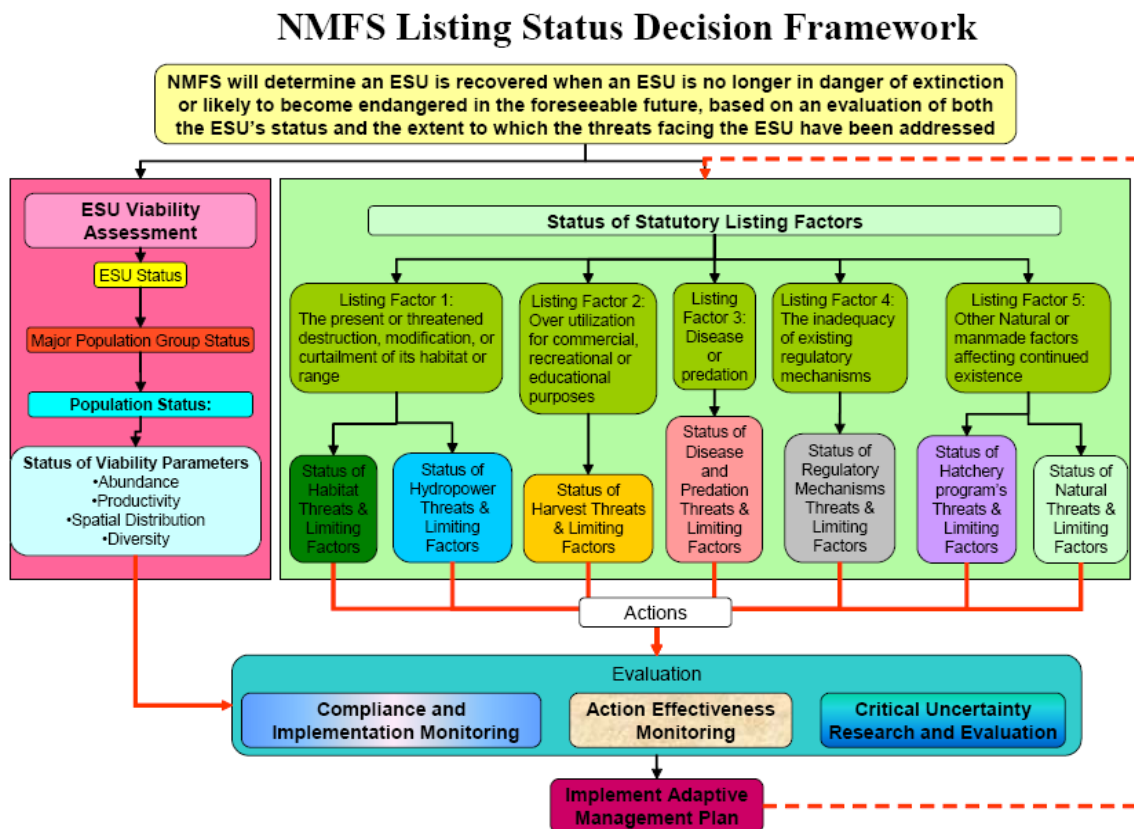 NMFS Listing Status Decision Framework
NMFS will determine an ESU is recovered when an ESU is no longer in danger of extinction
or likely to become endangered in the foreseeable future, based on an evaluation of both
the ESU's status and the extent to which the threats facing the ESU have been addressed
ESU Viability
Assessment
ESU Status
Major Population Group Status
Population Status:
Status of Viability Parameters
•Abundance
•Productivity
•Spatial Distribution
•Diversity
Status of Statutory Listing Factors
Listing Factor 1:
The present or threatened
destruction, modification, or
curtailment of its habitat or
range
Listing Factor 2:
Over utilization
for commercial,
recreational or
educational
purposes
Listing
Factor 3:
Disease
or
predation
Listing Factor 4:
The inadequacy
of existing
regulatory
mechanisms
Listing Factor 5:
Other Natural or
manmade factors
affecting continued
existence
Status of
Habitat
Threats &
Limiting
Factors
Status of
Hydropower
Threats &
Limiting
Factors
Status of
Harvest Threats
& Limiting
Factors
Status of
Disease
and
Predation
Threats &
Limiting
Factors
Status of
Regulatory
Mechanisms
Threats &
Limiting
Factors
Status of
Hatchery
program's
Threats &
Limiting
Factors
Status of
Natural
Threats &
Limiting
Factors
Actions
Evaluation
Compliance and
Implementation Monitoring
Action Effectiveness
Monitoring
Critical Uncertainty
Research and Evaluation
Implement Adaptive
Management Plan